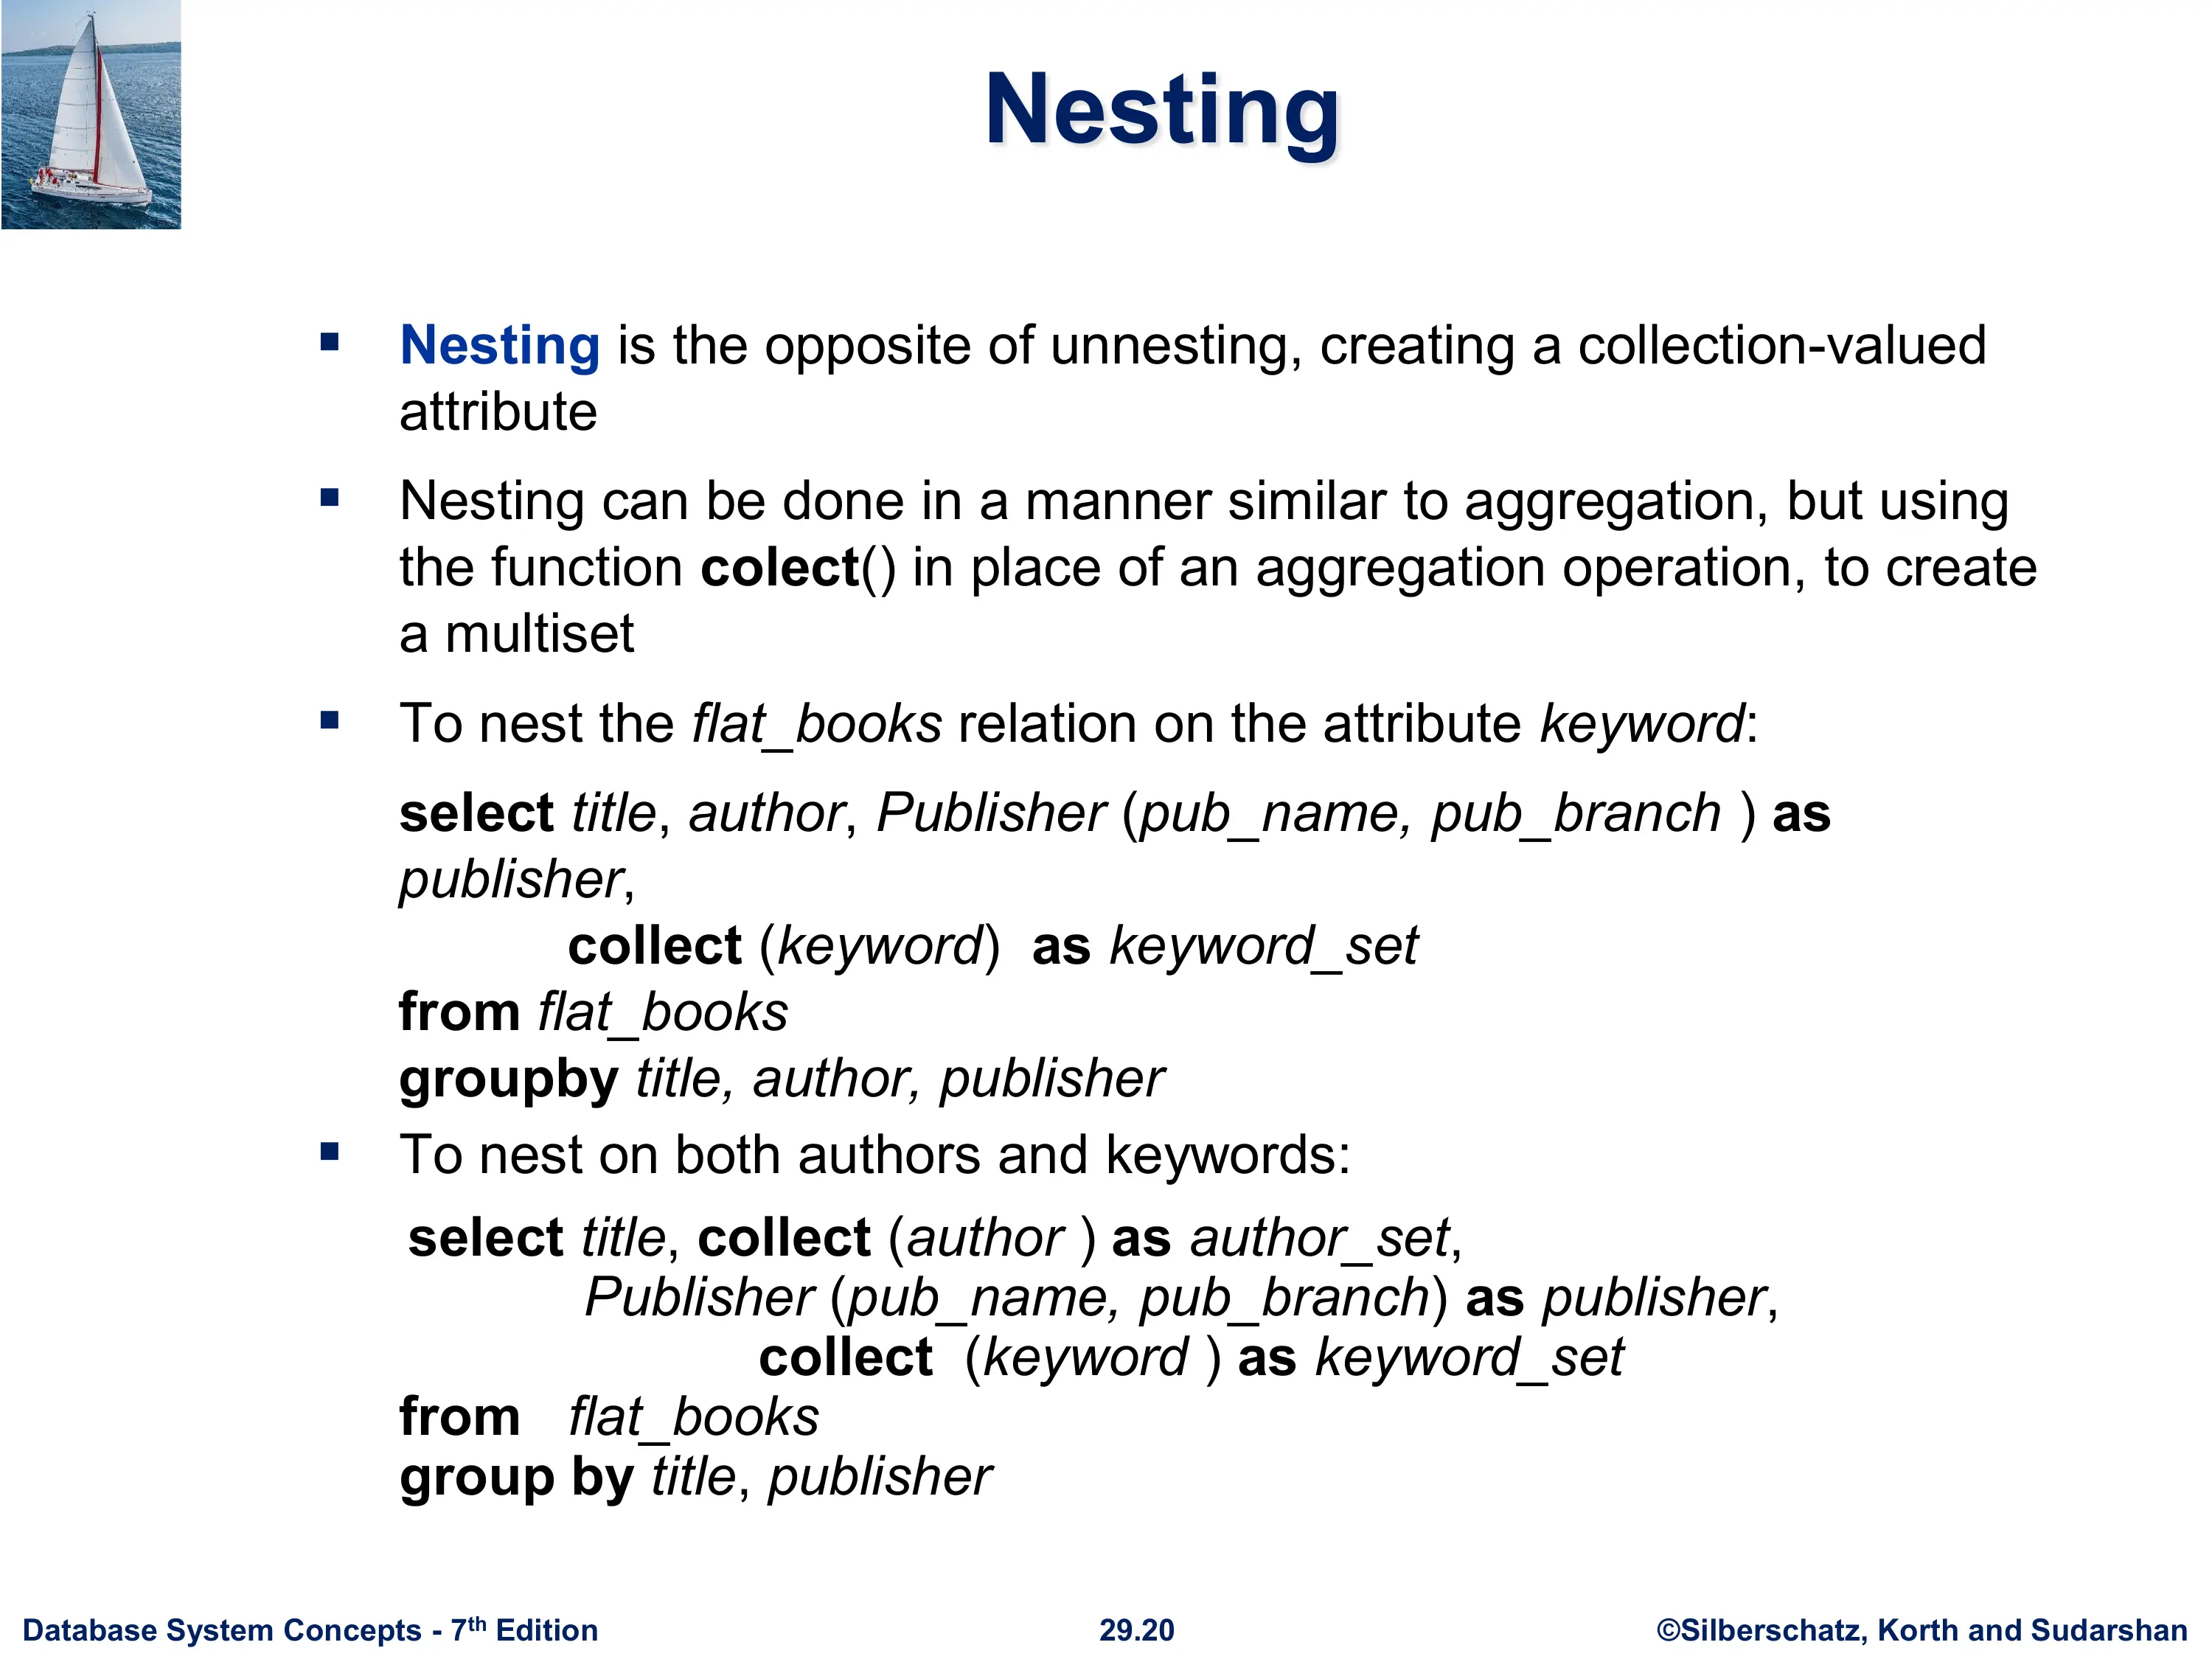 Nesting
▪ Nesting is the opposite of unnesting, creating a collection-valued
attribute
▪ Nesting can be done in a manner similar to aggregation, but using
the function colect() in place of an aggregation operation, to create
a multiset
▪ To nest the flat_books relation on the attribute keyword:
select title, author, Publisher (pub_name, pub_branch ) as
publisher,
collect (keyword) as keyword_set
from flat_books
groupby title, author, publisher
▪ To nest on both authors and keywords:
select title, collect (author ) as author_set,
Publisher (pub_name, pub_branch) as publisher,
collect (keyword ) as keyword_set
from flat_books
group by title, publisher
Database System Concepts - 7th Edition 29.20 ©Silberschatz, Korth and Sudarshan